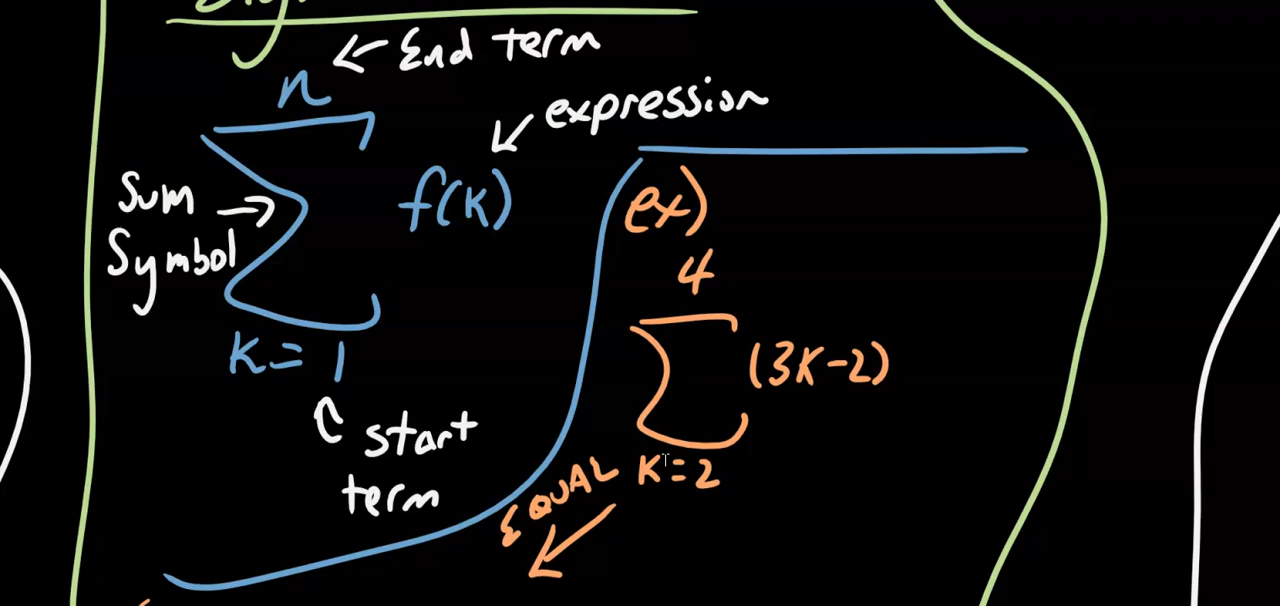 ← End term
n
↙ expression
Sum →
Symbol
Σ f(K)
K = 1
start
term
ex)
4
Σ (3K-2)
K=2
EQUAL